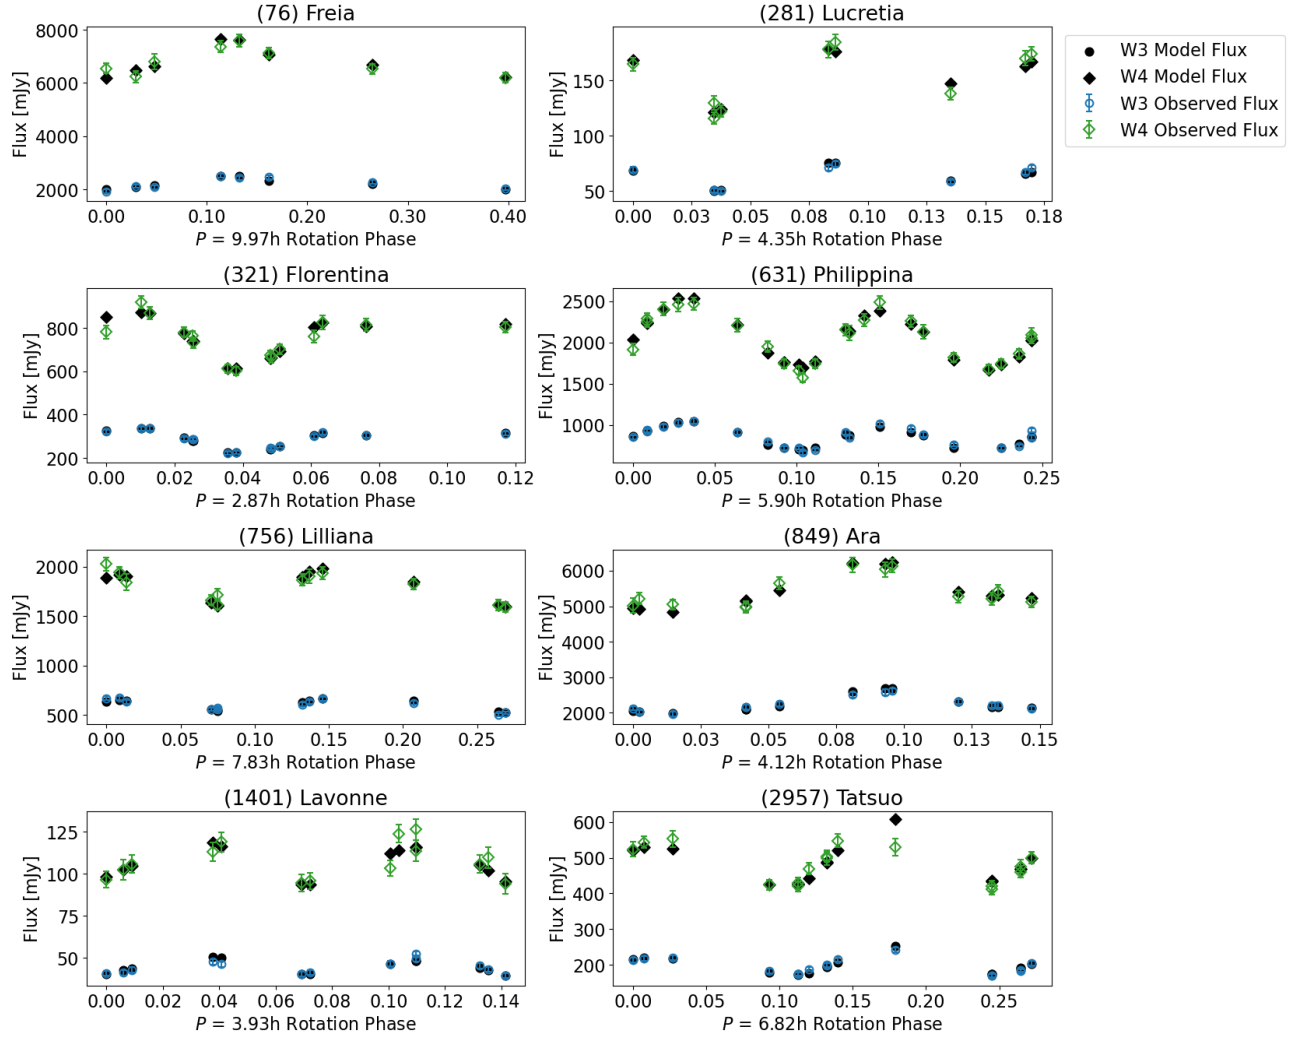 (76) Freia
8000
6000
4000
2000
Flux [mJy]
0.00 0.10 0.20 0.30 0.40
P = 9.97h Rotation Phase
(281) Lucretia
150
100
50
Flux [mJy]
0.00 0.03 0.05 0.08 0.10 0.13 0.15 0.18
P = 4.35h Rotation Phase
W3 Model Flux
W4 Model Flux
W3 Observed Flux
W4 Observed Flux
(321) Florentina
800
600
400
200
Flux [mJy]
0.00 0.02 0.04 0.06 0.08 0.10 0.12
P = 2.87h Rotation Phase
(631) Philippina
2500
2000
1500
1000
Flux [mJy]
0.00 0.05 0.10 0.15 0.20 0.25
P = 5.90h Rotation Phase
(756) Lilliana
2000
1500
1000
500
Flux [mJy]
0.00 0.05 0.10 0.15 0.20 0.25
P = 7.83h Rotation Phase
(849) Ara
6000
5000
4000
3000
2000
Flux [mJy]
0.00 0.03 0.05 0.08 0.10 0.13 0.15
P = 4.12h Rotation Phase
(1401) Lavonne
125
100
75
50
Flux [mJy]
0.00 0.02 0.04 0.06 0.08 0.10 0.12 0.14
P = 3.93h Rotation Phase
(2957) Tatsuo
600
500
400
300
200
Flux [mJy]
0.00 0.05 0.10 0.15 0.20 0.25
P = 6.82h Rotation Phase